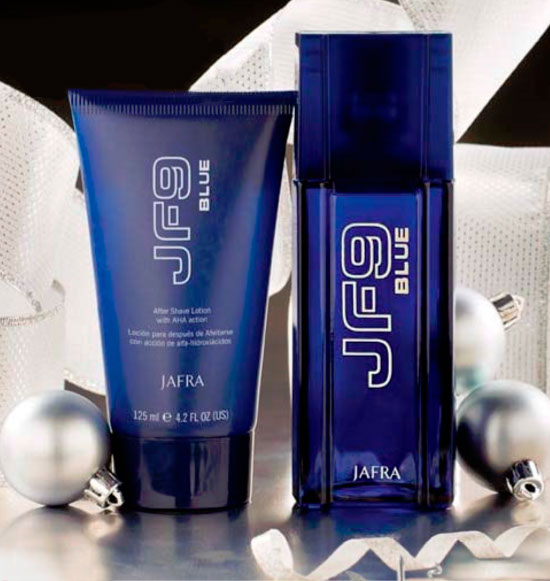 JF9
BLUE
After Shave Lotion
with AHA action
Loción para después de Afeitarse
con acción de alfa-hidroxiácidos
JAFRA
125 ml ℮ 4.2 FL OZ (US)
JF9
BLUE
JAFRA